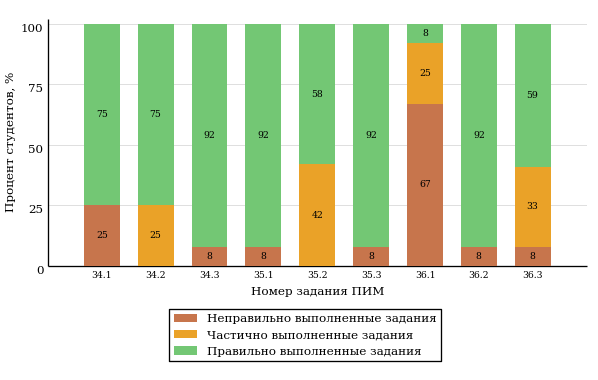 Процент студентов, %
100
75
50
25
0
75 75 92 92 58 92 8 92 59
25 25 8 8 42 8 25 8 33
67 8
34.1 34.2 34.3 35.1 35.2 35.3 36.1 36.2 36.3
Номер задания ПИМ
Неправильно выполненные задания
Частично выполненные задания
Правильно выполненные задания